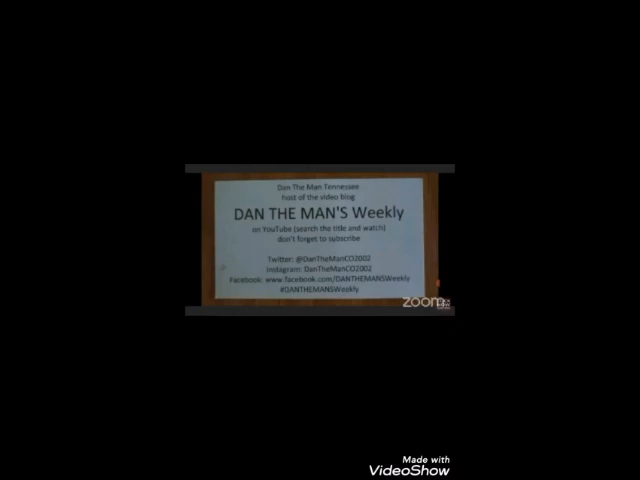 Dan The Man Tennessee
host of the video blog
DAN THE MAN'S Weekly
on YouTube (search the title and watch)
don't forget to subscribe
Twitter: @DanTheManCO2002
Instagram: DanTheManCO2002
Facebook: www.facebook.com/DANTHEMANSWeekly
#DANTHEMANSWeekly
zoom
Made with
VideoShow